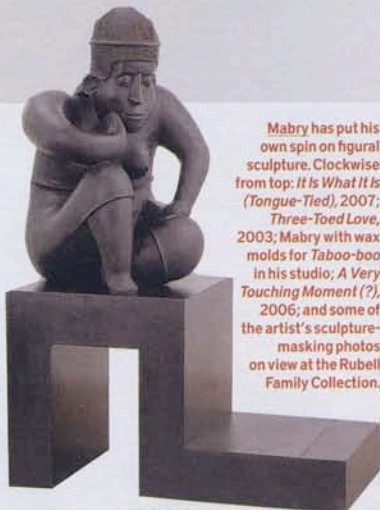 Mabry has put his
own spin on figural
sculpture. Clockwise
from top: It Is What It Is
(Tongue-Tied), 2007;
Three-Toed Love,
2003; Mabry with wax
molds for Taboo-boo
in his studio; A Very
Touching Moment (?),
2006; and some of
the artist's sculpture-
masking photos
on view at the Rubell
Family Collection.